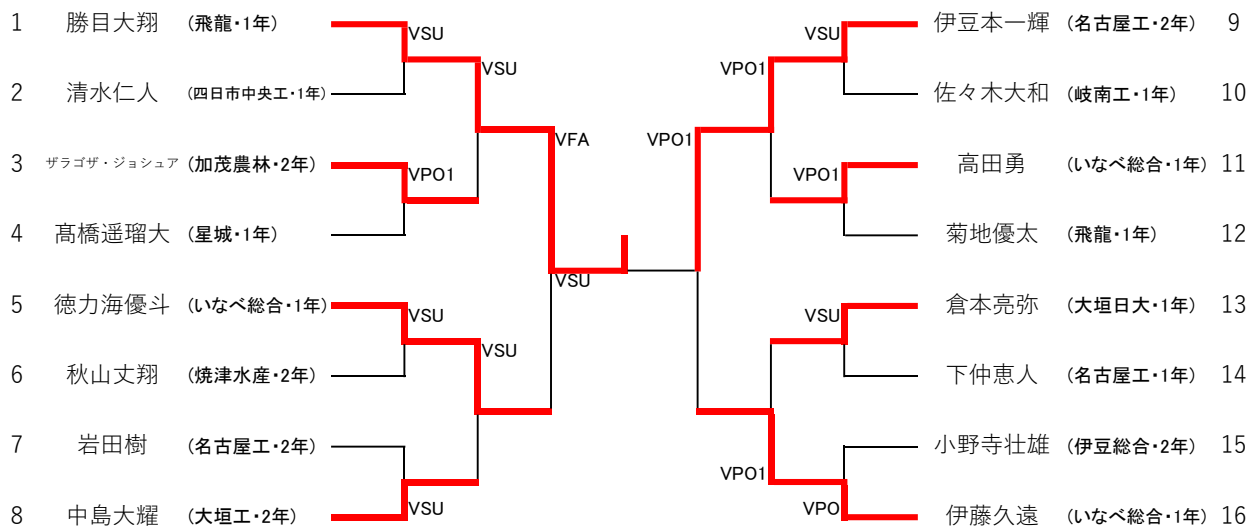 1 勝目大翔 (飛龍・1年)
VSU
2 清水仁人 (四日市中央工・1年)
VSU
3 ザラゴザ・ジョシュア (加茂農林・2年)
VPO1
4 髙橋遥瑠大 (星城・1年)
VFA
5 徳力海優斗 (いなべ総合・1年)
VSU
6 秋山丈翔 (焼津水産・2年)
VSU
7 岩田樹 (名古屋工・2年)
8 中島大耀 (大垣工・2年)
VSU
VSU
伊豆本一輝 (名古屋工・2年) 9
VSU
佐々木大和 (岐南工・1年) 10
VPO1
高田勇 (いなべ総合・1年) 11
VPO1
菊地優太 (飛龍・1年) 12
VPO1
倉本亮弥 (大垣日大・1年) 13
VSU
下仲恵人 (名古屋工・1年) 14
小野寺壮雄 (伊豆総合・2年) 15
VPO1
伊藤久遠 (いなべ総合・1年) 16
VPO